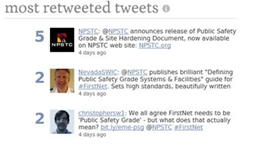 most retweeted tweets
5
NPSTC
NPSTC: @NPSTC announces release of Public Safety
Grade & Site Hardening Document, now available
on NPSTC web site: NPSTC.org
4 days ago
2
NevadaSWIC: @NPSTC publishes brilliant "Defining
Public Safety Grade Systems & Facilities" guide
for #FirstNet. Sets high standards, beautifully written
4 days ago
2
christophersw1: We all agree FirstNet needs to be
'Public Safety Grade' - but what does that actually
mean? bit.ly/eme-psg @NPSTC #FirstNet
4 days ago